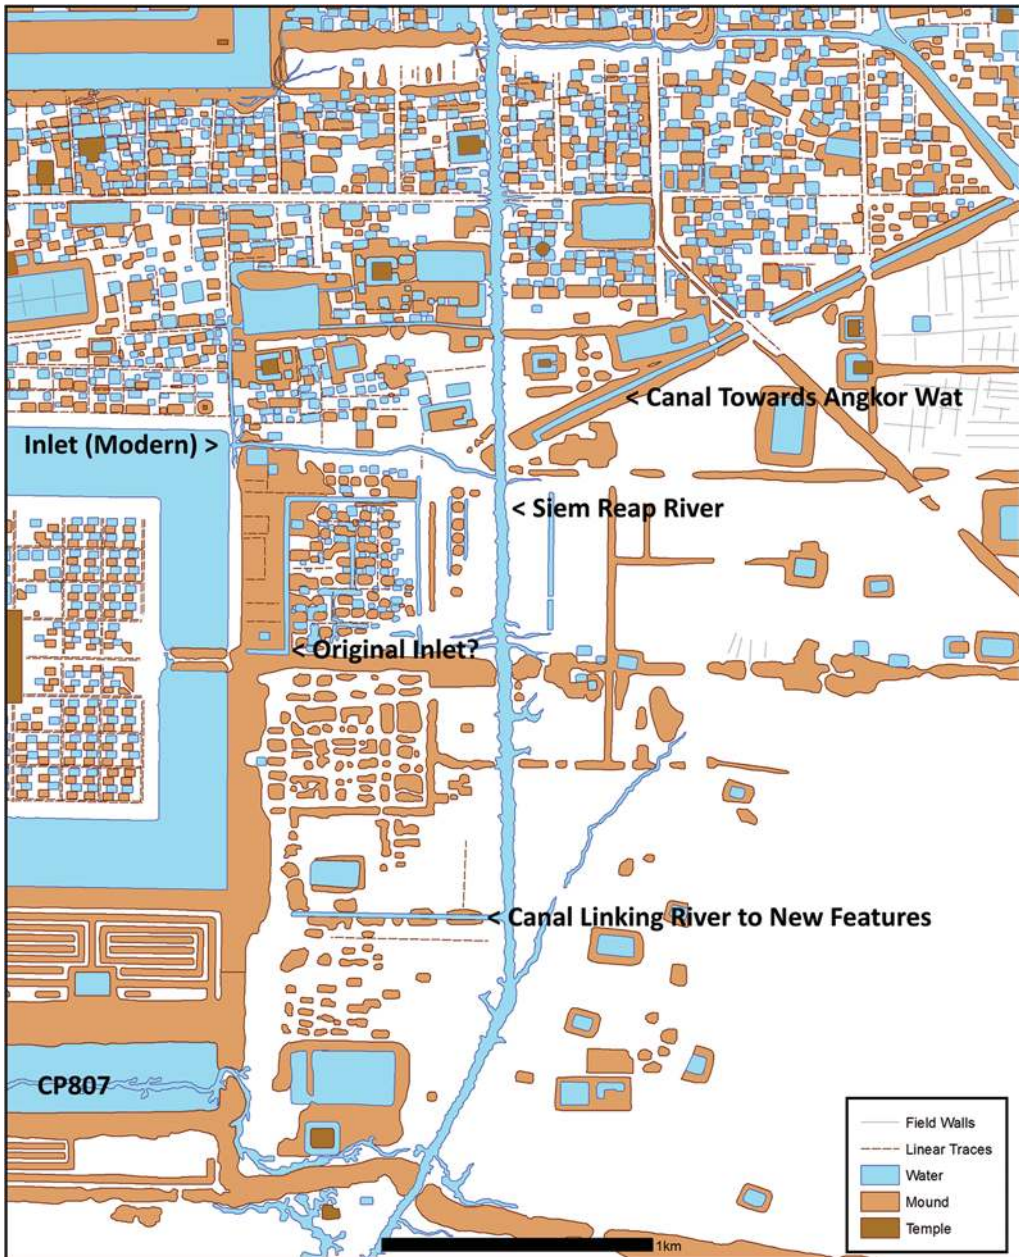 < Canal Towards Angkor Wat
Inlet (Modern) >
< Siem Reap River
< Original Inlet?
< Canal Linking River to New Features
CP807
Field Walls
Linear Traces
Water
Mound
Temple
1km